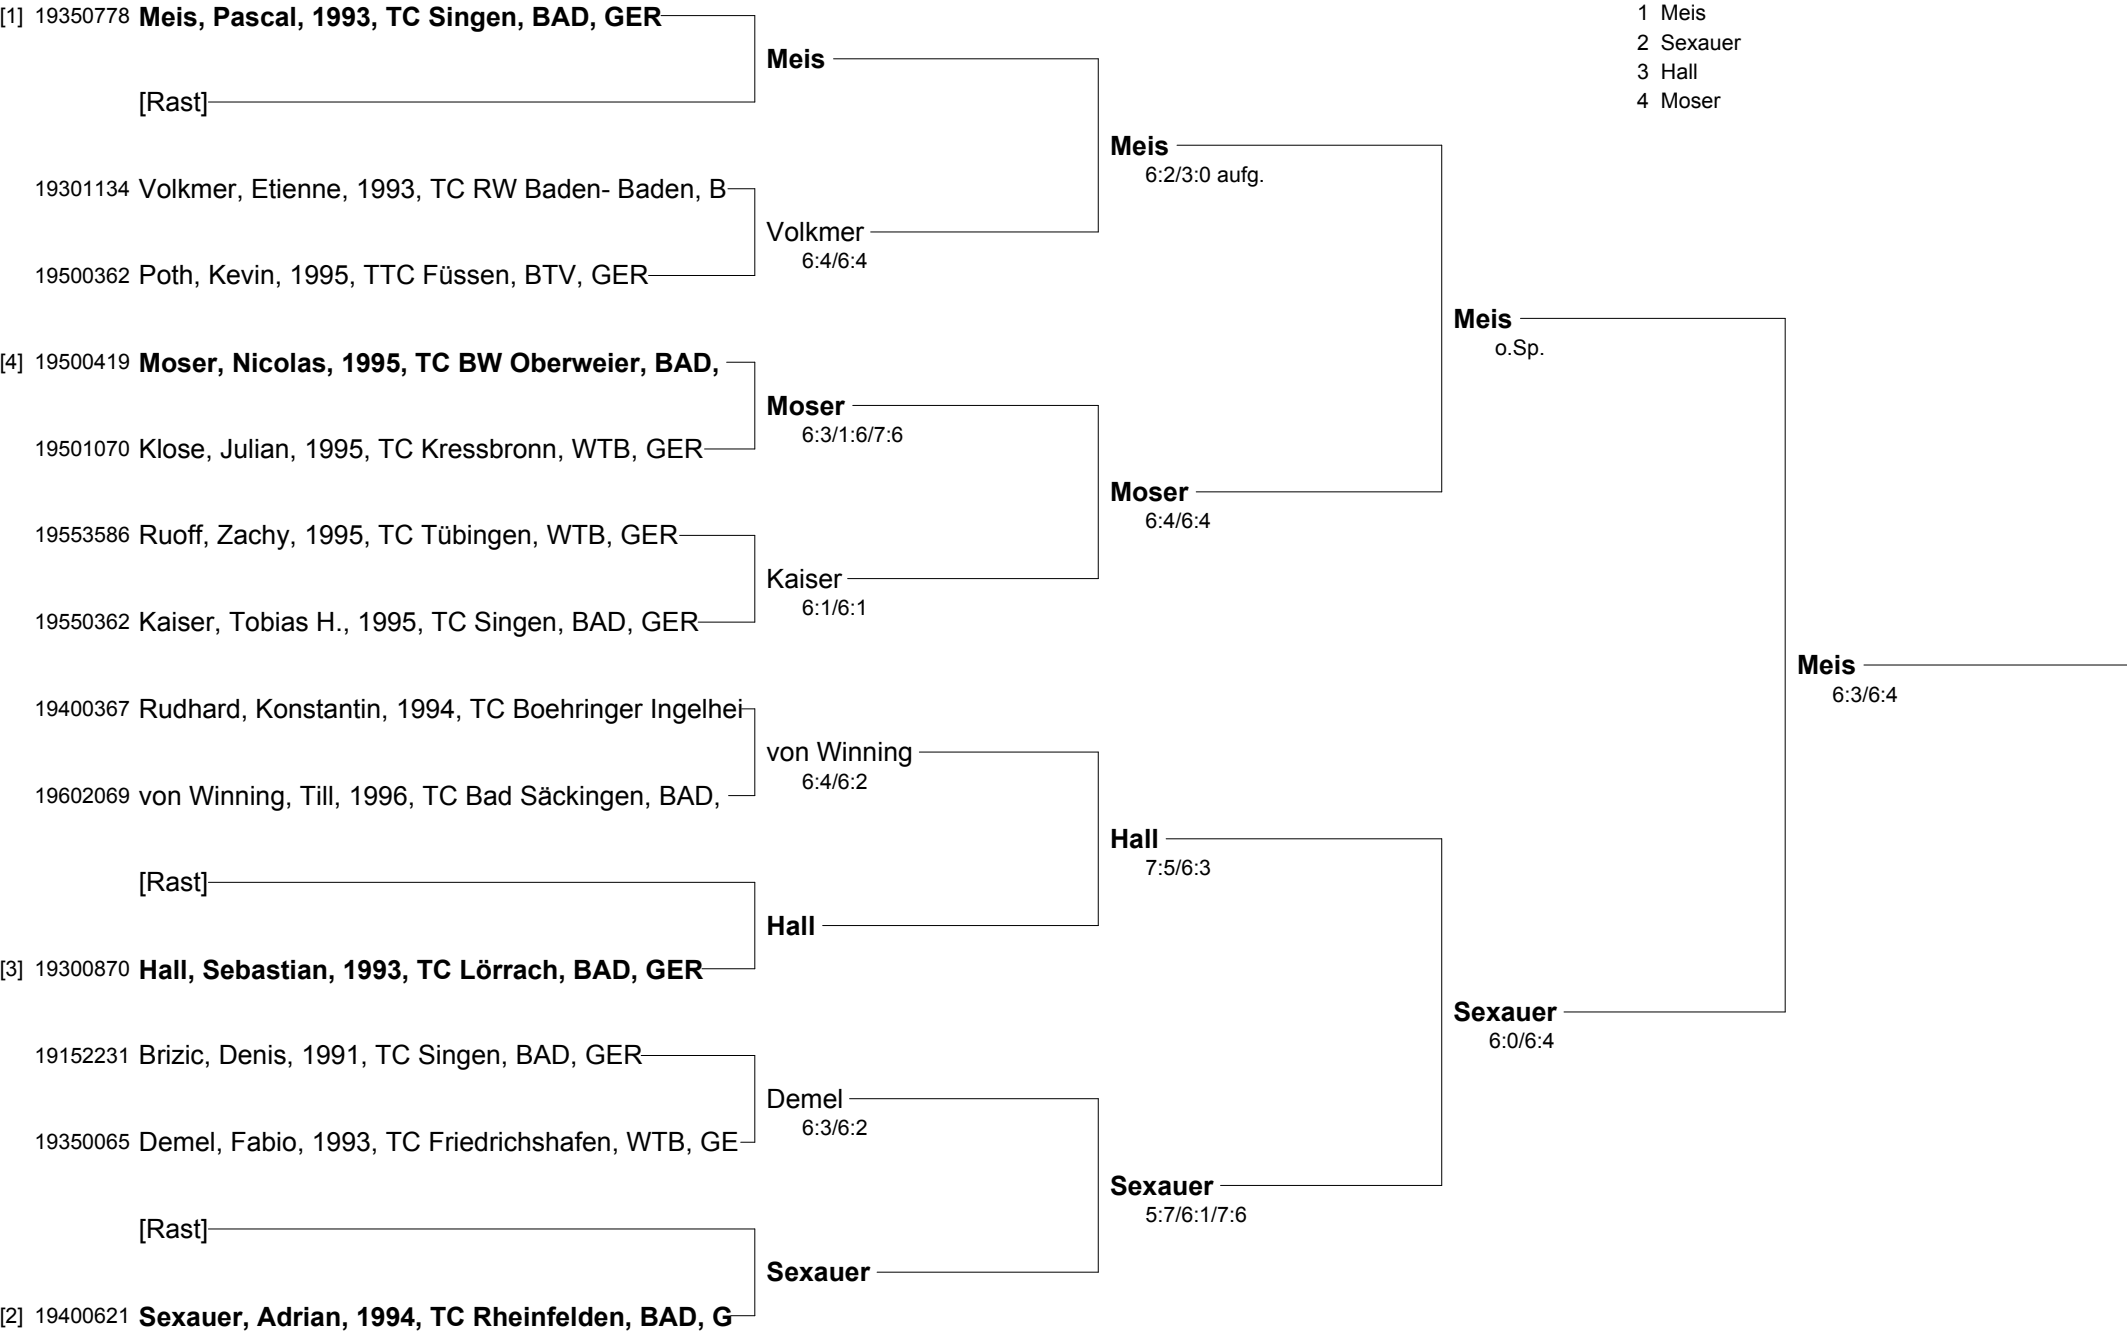 [1] 19350778 Meis, Pascal, 1993, TC Singen, BAD, GER
[Rast]
19301134 Volkmer, Etienne, 1993, TC RW Baden- Baden, B
19500362 Poth, Kevin, 1995, TTC Füssen, BTV, GER
[4] 19500419 Moser, Nicolas, 1995, TC BW Oberweier, BAD,
19501070 Klose, Julian, 1995, TC Kressbronn, WTB, GER
19553586 Ruoff, Zachy, 1995, TC Tübingen, WTB, GER
19550362 Kaiser, Tobias H., 1995, TC Singen, BAD, GER
19400367 Rudhard, Konstantin, 1994, TC Boehringer Ingelhei
19602069 von Winning, Till, 1996, TC Bad Säckingen, BAD,
[Rast]
[3] 19300870 Hall, Sebastian, 1993, TC Lörrach, BAD, GER
19152231 Brizic, Denis, 1991, TC Singen, BAD, GER
19350065 Demel, Fabio, 1993, TC Friedrichshafen, WTB, GE
[Rast]
[2] 19400621 Sexauer, Adrian, 1994, TC Rheinfelden, BAD, G
Meis
Volkmer
6:4/6:4
Moser
6:3/1:6/7:6
Kaiser
6:1/6:1
von Winning
6:4/6:2
Hall
Demel
6:3/6:2
Sexauer
Meis
6:2/3:0 aufg.
Moser
6:4/6:4
Hall
7:5/6:3
Sexauer
5:7/6:1/7:6
Meis
o.Sp.
Sexauer
6:0/6:4
Meis
6:3/6:4
1 Meis
2 Sexauer
3 Hall
4 Moser